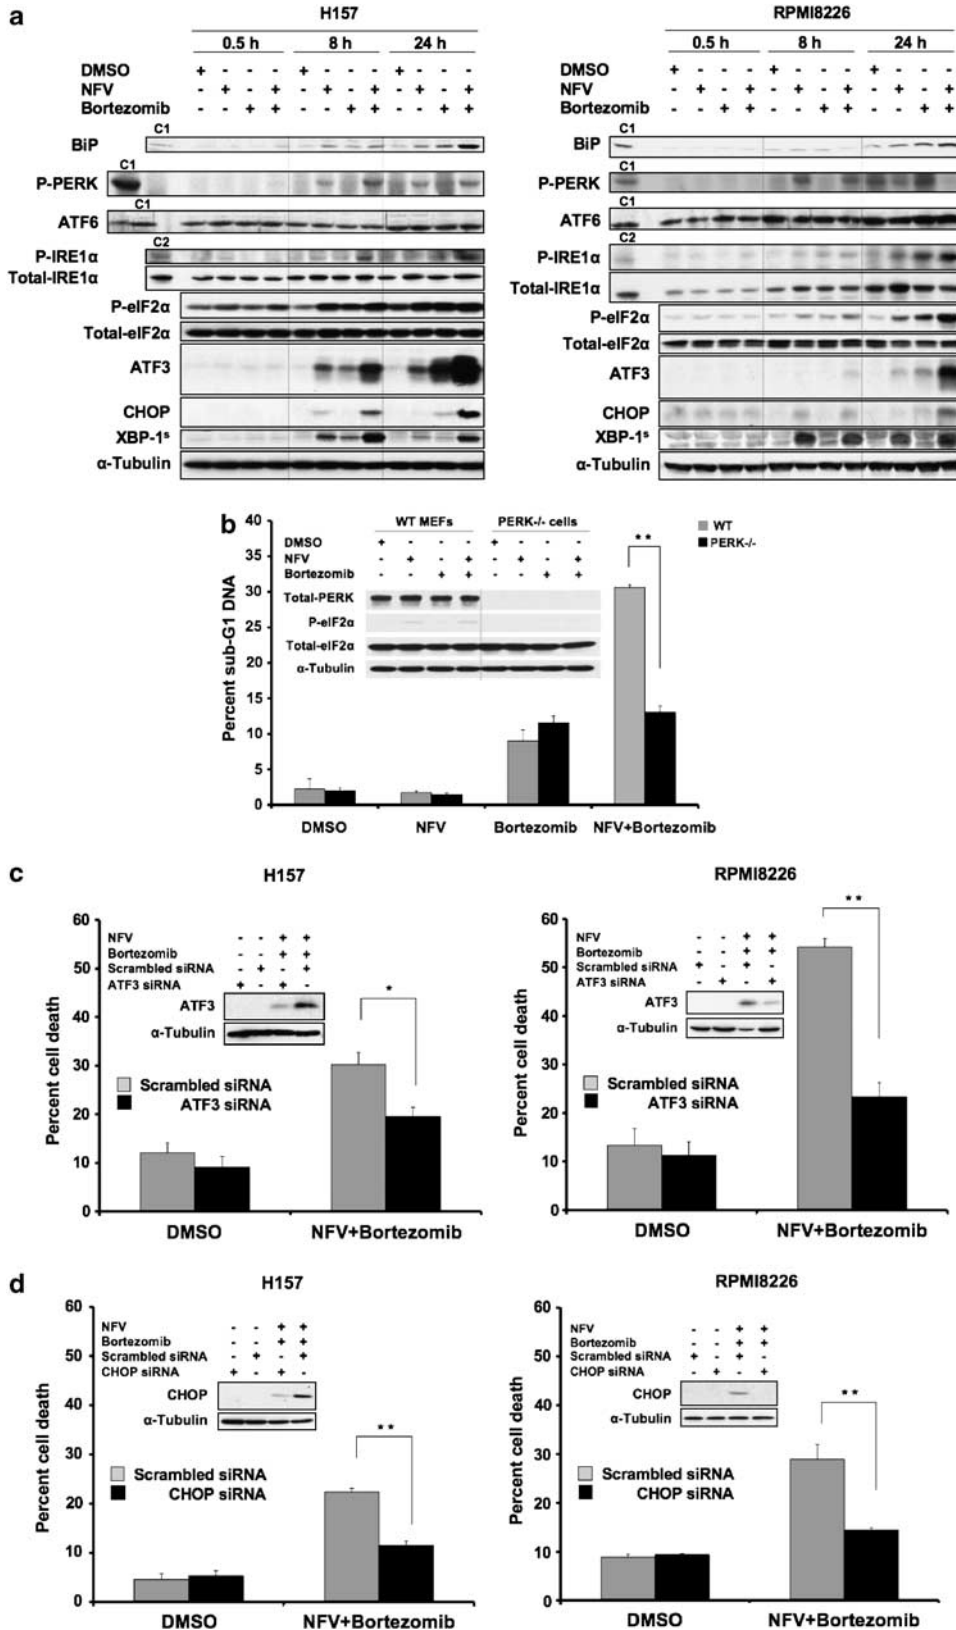 a
H157
0.5 h 8 h 24 h
DMSO + - - - + - - - + - - -
NFV - + - + - + - + - + - +
Bortezomib - - + + - - + + - - + +
C1
BiP
C1
P-PERK
C1
ATF6
C2
P-IRE1α
Total-IRE1α
P-eIF2α
Total-eIF2α
ATF3
CHOP
XBP-1s
α-Tubulin
RPMI8226
0.5 h 8 h 24 h
DMSO + - - - + - - - + - - -
NFV - + - + - + - + - + - +
Bortezomib - - + + - - + + - - + +
C1
BiP
C1
P-PERK
C1
ATF6
C2
P-IRE1α
Total-IRE1α
P-eIF2α
Total-eIF2α
ATF3
CHOP
XBP-1s
α-Tubulin
b
Percent sub-G1 DNA
40
35
30
25
20
15
10
5
0
WT MEFs PERK-/- cells
DMSO + - - - + - - -
NFV - + - + - + - +
Bortezomib - - + + - - + +
Total-PERK
P-eIF2α
Total-eIF2α
α-Tubulin
**
WT
PERK-/-
DMSO NFV Bortezomib NFV+Bortezomib
c
H157
Percent cell death
60
50
40
30
20
10
0
NFV - - + +
Bortezomib - - + +
Scrambled siRNA - + - +
ATF3 siRNA + - + -
ATF3
α-Tubulin
*
Scrambled siRNA
ATF3 siRNA
DMSO NFV+Bortezomib
RPMI8226
Percent cell death
60
50
40
30
20
10
0
NFV - - + +
Bortezomib - - + +
Scrambled siRNA + - + -
ATF3 siRNA - + - +
ATF3
α-Tubulin
**
Scrambled siRNA
ATF3 siRNA
DMSO NFV+Bortezomib
d
H157
Percent cell death
60
50
40
30
20
10
0
NFV - - + +
Bortezomib - - + +
Scrambled siRNA - + - +
CHOP siRNA + - + -
CHOP
α-Tubulin
**
Scrambled siRNA
CHOP siRNA
DMSO NFV+Bortezomib
RPMI8226
Percent cell death
60
50
40
30
20
10
0
NFV - - + +
Bortezomib - - + +
Scrambled siRNA + - + -
CHOP siRNA - + - +
CHOP
α-Tubulin
**
Scrambled siRNA
CHOP siRNA
DMSO NFV+Bortezomib